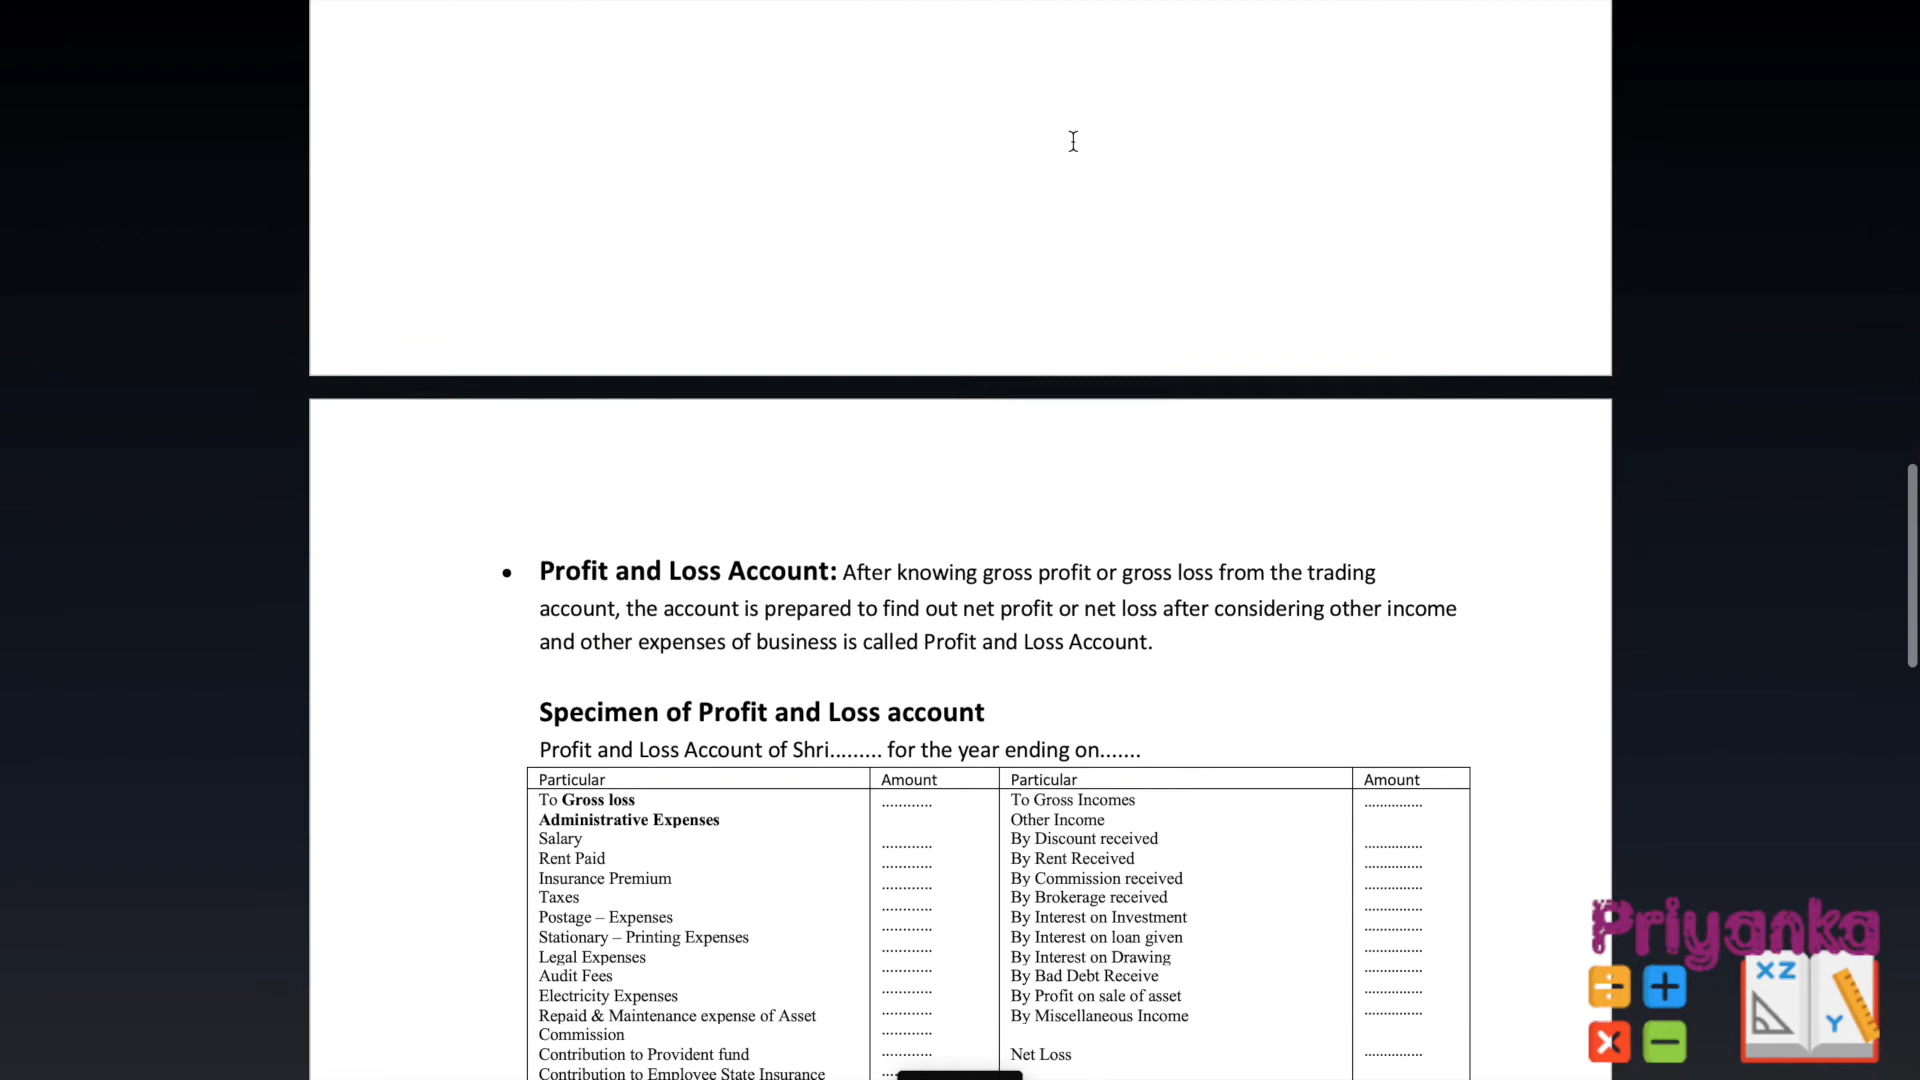 • Profit and Loss Account: After knowing gross profit or gross loss from the trading
account, the account is prepared to find out net profit or net loss after considering other income
and other expenses of business is called Profit and Loss Account.
Specimen of Profit and Loss account
Profit and Loss Account of Shri......... for the year ending on.......
Particular Amount Particular Amount
To Gross loss ............ To Gross Incomes ..............
Administrative Expenses Other Income
Salary ............ By Discount received ..............
Rent Paid ............ By Rent Received ..............
Insurance Premium ............ By Commission received ..............
Taxes ............ By Brokerage received ..............
Postage – Expenses ............ By Interest on Investment ..............
Stationary – Printing Expenses ............ By Interest on loan given ..............
Legal Expenses ............ By Interest on Drawing ..............
Audit Fees ............ By Bad Debt Receive ..............
Electricity Expenses ............ By Profit on sale of asset ..............
Repaid & Maintenance expense of Asset ............ By Miscellaneous Income ..............
Commission ............
Contribution to Provident fund ............ Net Loss ..............
Contribution to Employee State Insurance ....
Priyanka
XZ
Y